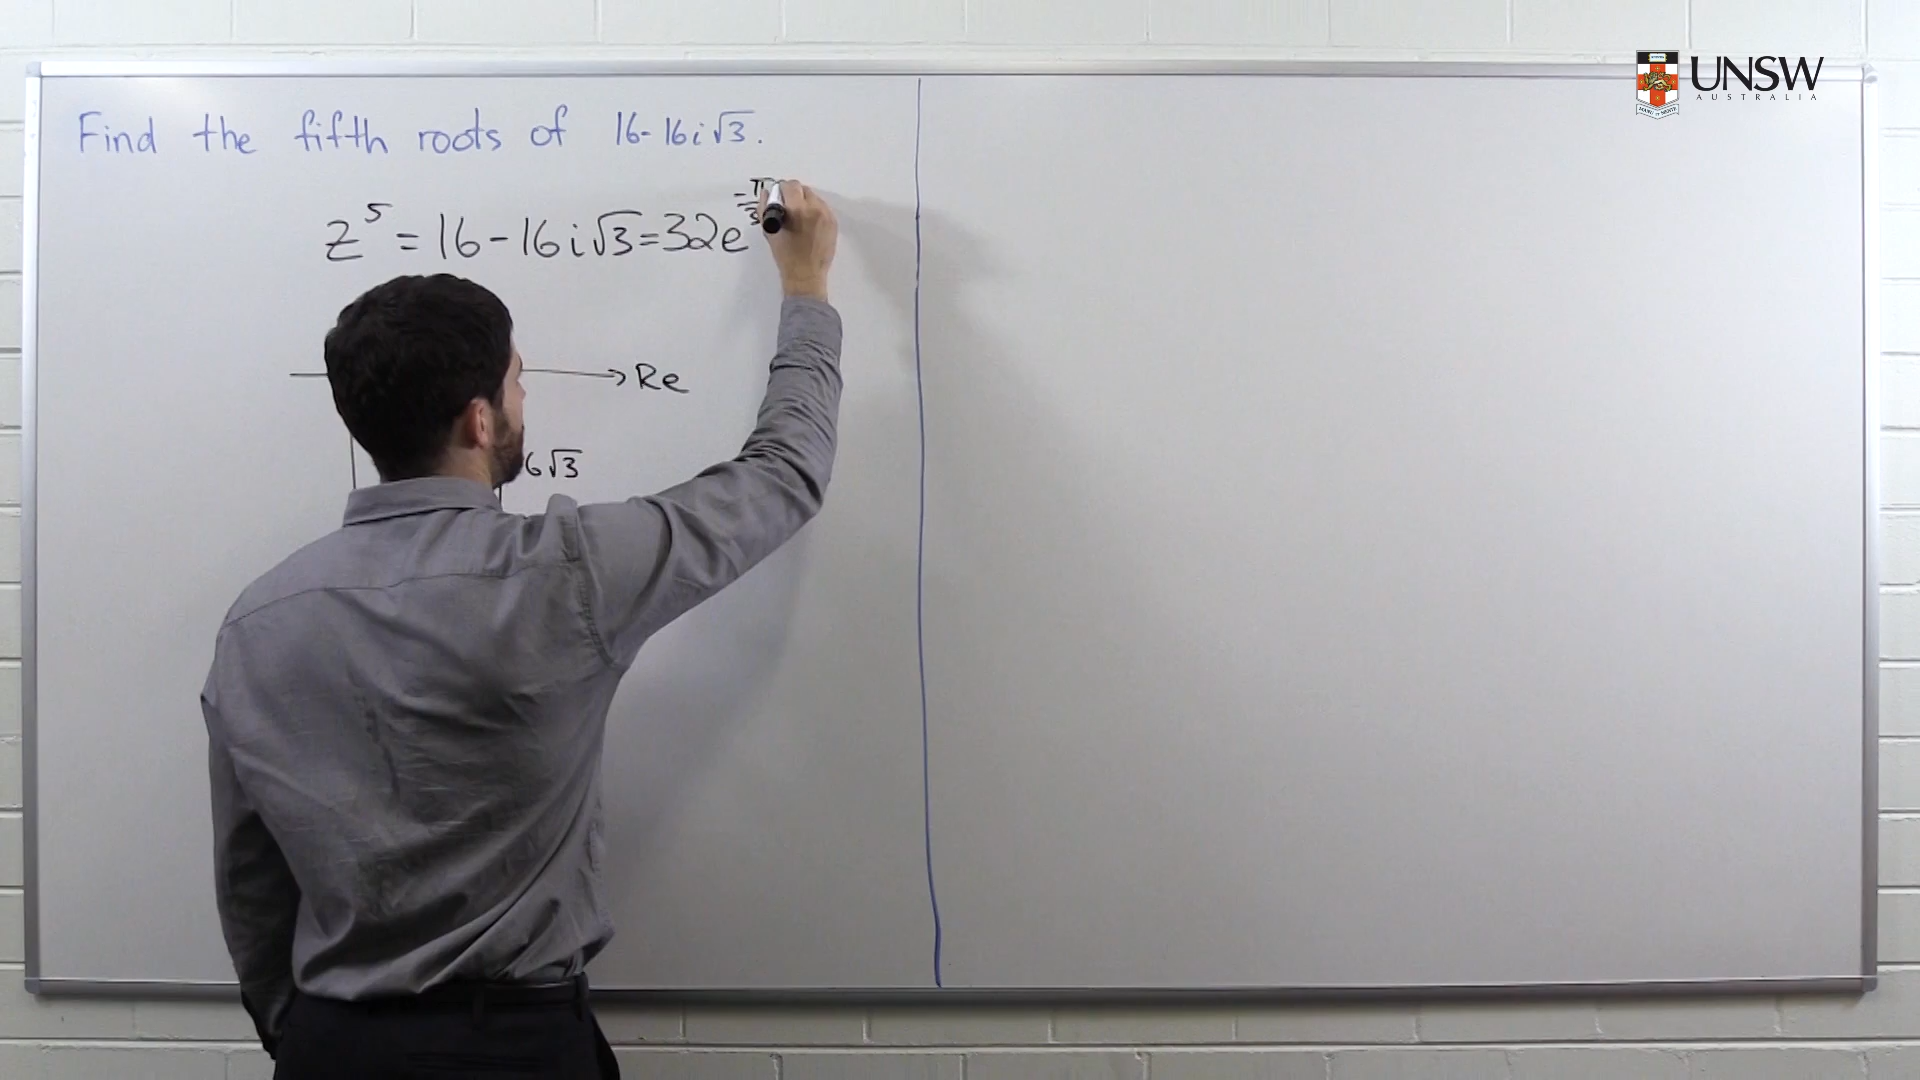 UNSW
AUSTRALIA
Find the fifth roots of 16-16i√3.
z⁵ = 16-16i√3=32e^(-π/3
Re
6√3